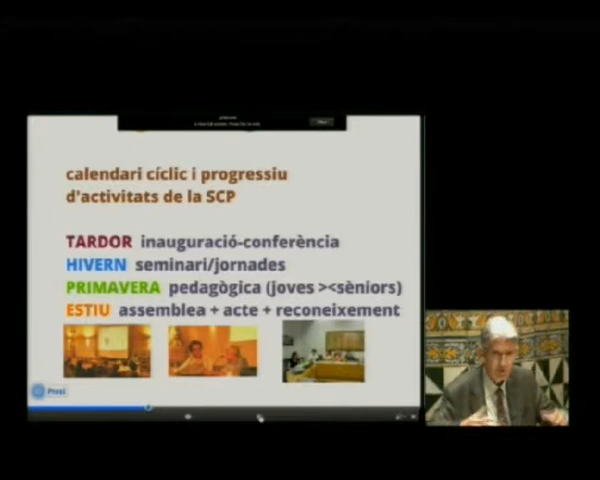 calendari cíclic i progressiu
d'activitats de la SCP
TARDOR inauguració-conferència
HIVERN seminari/jornades
PRIMAVERA pedagògica (joves ><sèniors)
ESTIU assemblea + acte + reconeixement
Prezi